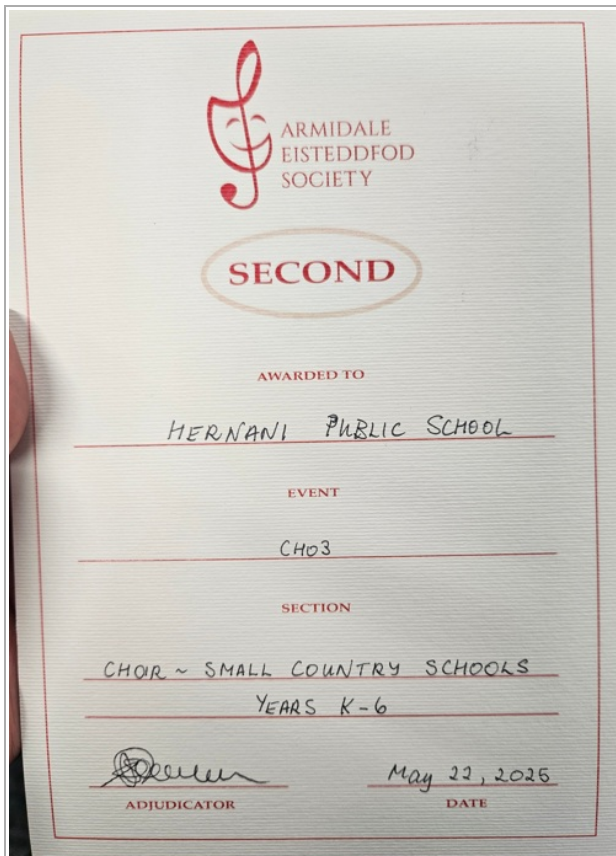 ARMIDALE
EISTEDDFOD
SOCIETY
SECOND
AWARDED TO
HERNANI PUBLIC SCHOOL
EVENT
CH03
SECTION
CHOIR ~ SMALL COUNTRY SCHOOLS
YEARS K-6
May 22, 2025
ADJUDICATOR DATE